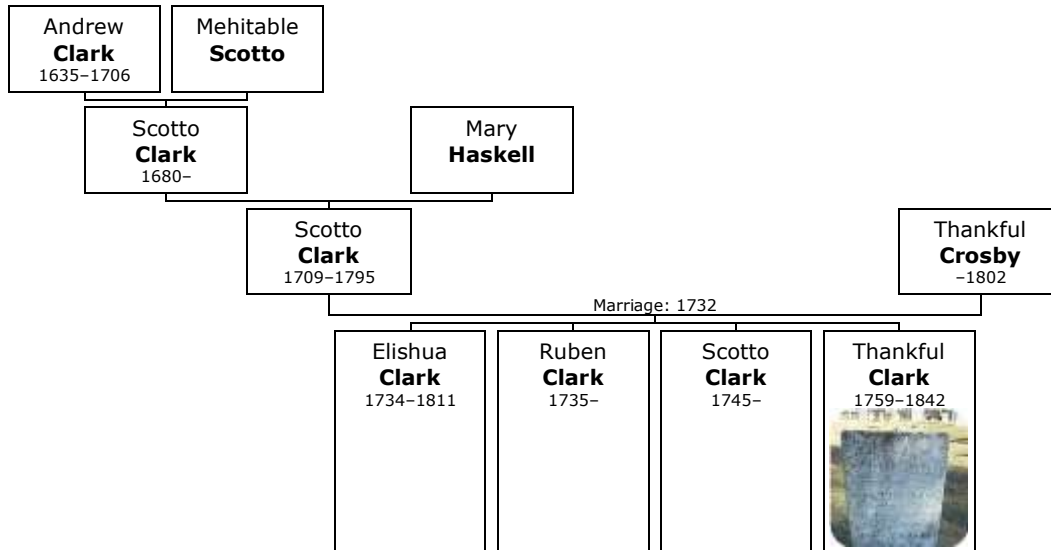 Andrew
Clark
1635–1706
Mehitable
Scotto
Scotto
Clark
1680–
Mary
Haskell
Scotto
Clark
1709–1795
Thankful
Crosby
–1802
Marriage: 1732
Elishua
Clark
1734–1811
Ruben
Clark
1735–
Scotto
Clark
1745–
Thankful
Clark
1759–1842